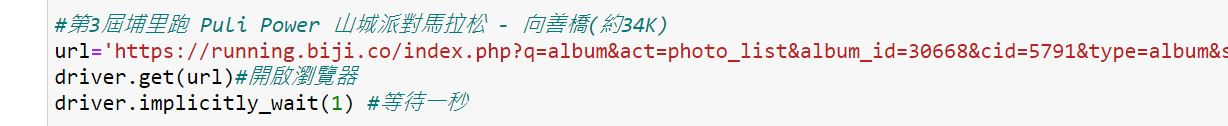 #第3屆埔里跑 Puli Power 山城派對馬拉松 - 向善橋(約34K)
url='https://running.biji.co/index.php?q=album&act=photo_list&album_id=30668&cid=5791&type=album&s
driver.get(url)#開啟瀏覽器
driver.implicitly_wait(1) #等待一秒